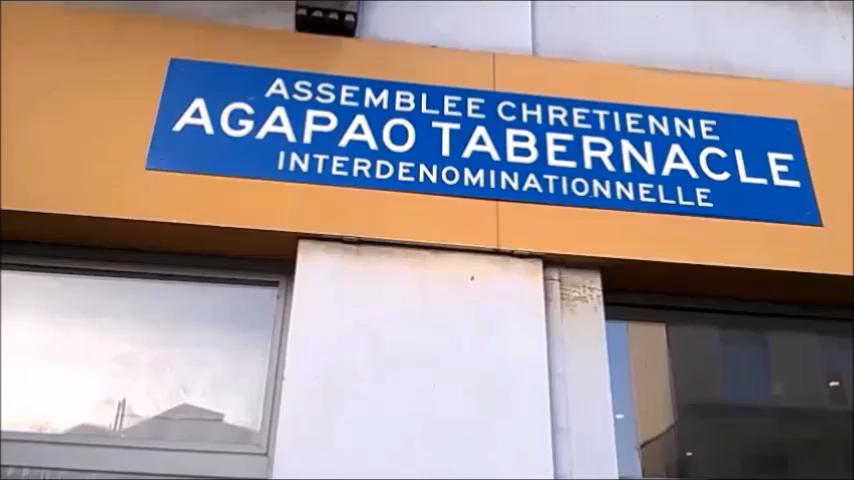 ASSEMBLEE CHRETIENNE
AGAPAO TABERNACLE
INTERDENOMINATIONNELLE